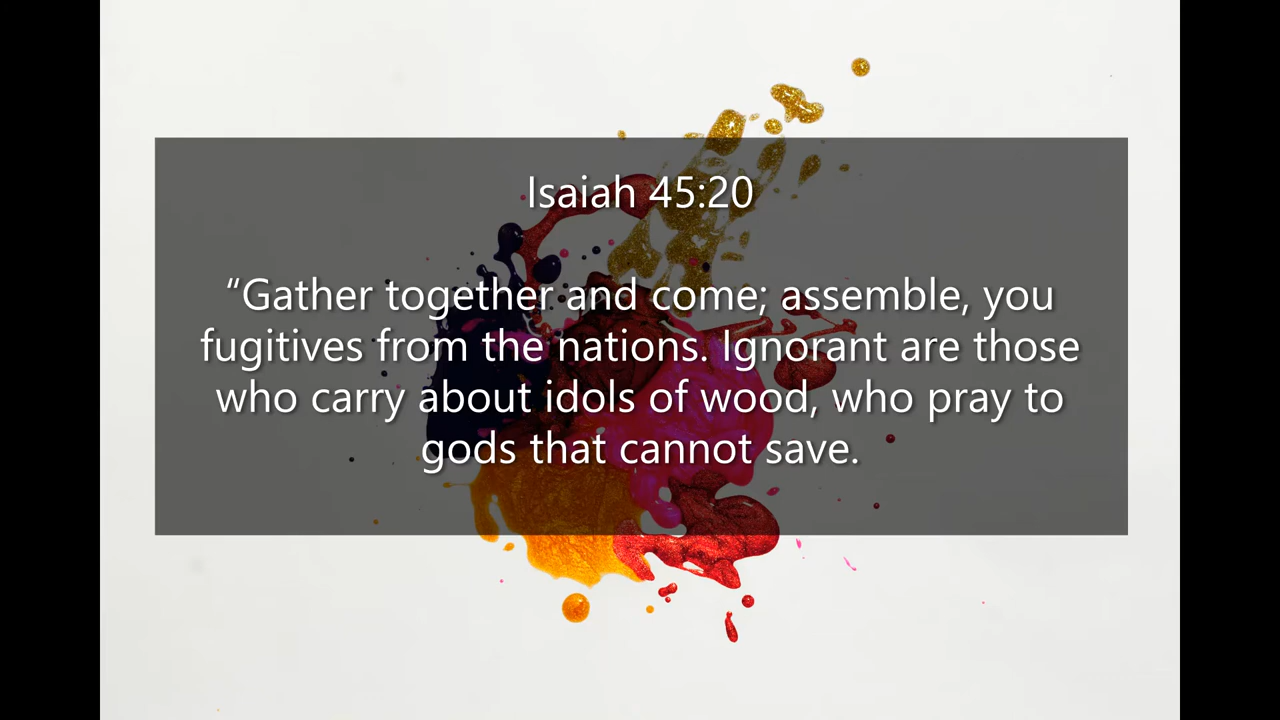 Isaiah 45:20
“Gather together and come; assemble, you
fugitives from the nations. Ignorant are those
who carry about idols of wood, who pray to
gods that cannot save.